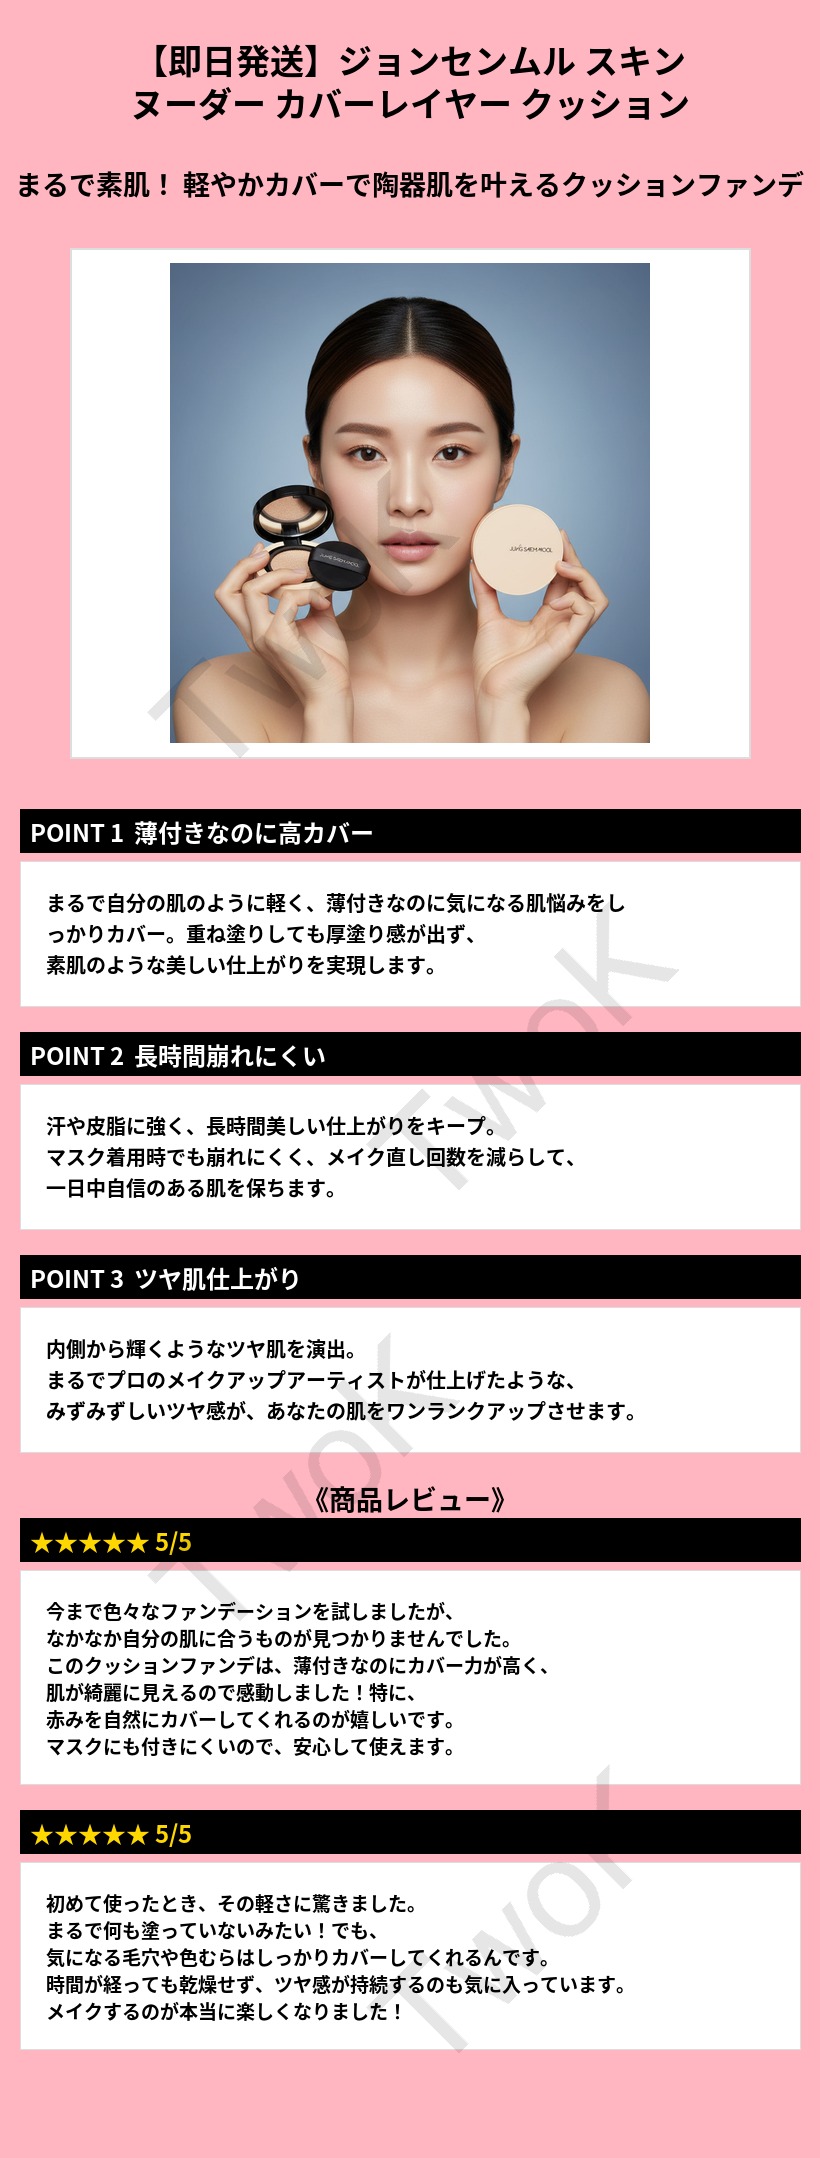 【即日発送】ジョンセンムル スキン
ヌーダー カバーレイヤー クッション
まるで素肌！ 軽やかカバーで陶器肌を叶えるクッションファンデ
JUNG SAEM MOOL
JUNG SAEM MOOL
POINT 1 薄付きなのに高カバー
まるで自分の肌のように軽く、薄付きなのに気になる肌悩みをし
っかりカバー。重ね塗りしても厚塗り感が出ず、
素肌のような美しい仕上がりを実現します。
POINT 2 長時間崩れにくい
汗や皮脂に強く、長時間美しい仕上がりをキープ。
マスク着用時でも崩れにくく、メイク直し回数を減らして、
一日中自信のある肌を保ちます。
POINT 3 ツヤ肌仕上がり
内側から輝くようなツヤ肌を演出。
まるでプロのメイクアップアーティストが仕上げたような、
みずみずしいツヤ感が、あなたの肌をワンランクアップさせます。
《商品レビュー》
★★★★★ 5/5
今まで色々なファンデーションを試しましたが、
なかなか自分の肌に合うものが見つかりませんでした。
このクッションファンデは、薄付きなのにカバー力が高く、
肌が綺麗に見えるので感動しました！特に、
赤みを自然にカバーしてくれるのが嬉しいです。
マスクにも付きにくいので、安心して使えます。
★★★★★ 5/5
初めて使ったとき、その軽さに驚きました。
まるで何も塗っていないみたい！でも、
気になる毛穴や色むらはしっかりカバーしてくれるんです。
時間が経っても乾燥せず、ツヤ感が持続するのも気に入っています。
メイクするのが本当に楽しくなりました！
TwoK
TwoK
TwoK
TwoK